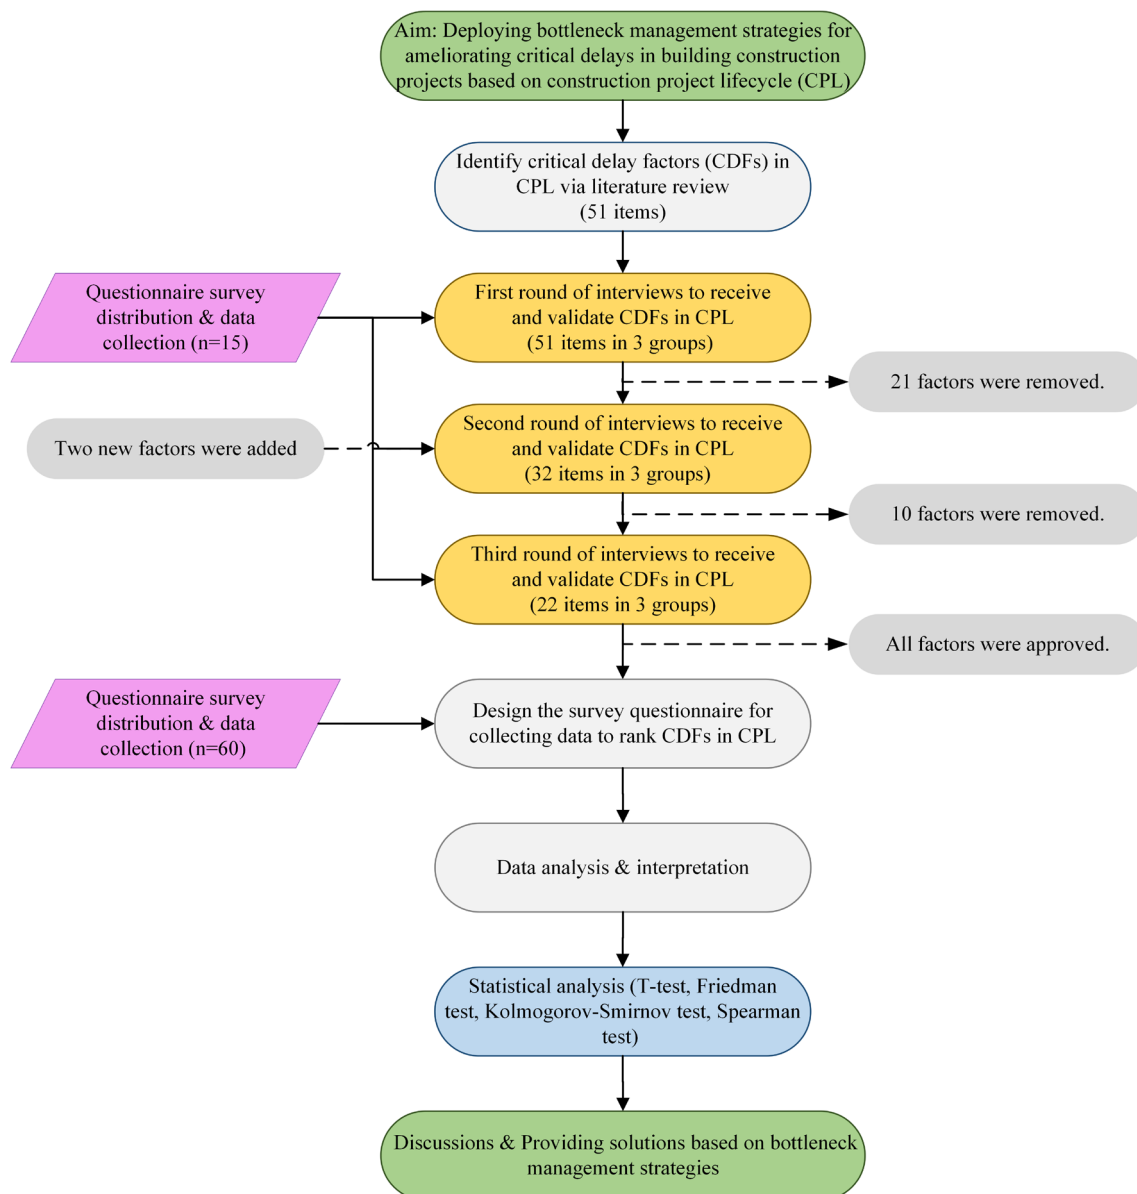 Aim: Deploying bottleneck management strategies for
ameliorating critical delays in building construction
projects based on construction project lifecycle (CPL)
Identify critical delay factors (CDFs) in
CPL via literature review
(51 items)
Questionnaire survey
distribution & data
collection (n=15)
First round of interviews to receive
and validate CDFs in CPL
(51 items in 3 groups)
21 factors were removed.
Two new factors were added
Second round of interviews to receive
and validate CDFs in CPL
(32 items in 3 groups)
10 factors were removed.
Third round of interviews to receive
and validate CDFs in CPL
(22 items in 3 groups)
All factors were approved.
Questionnaire survey
distribution & data
collection (n=60)
Design the survey questionnaire for
collecting data to rank CDFs in CPL
Data analysis & interpretation
Statistical analysis (T-test, Friedman
test, Kolmogorov-Smirnov test, Spearman
test)
Discussions & Providing solutions based on bottleneck
management strategies